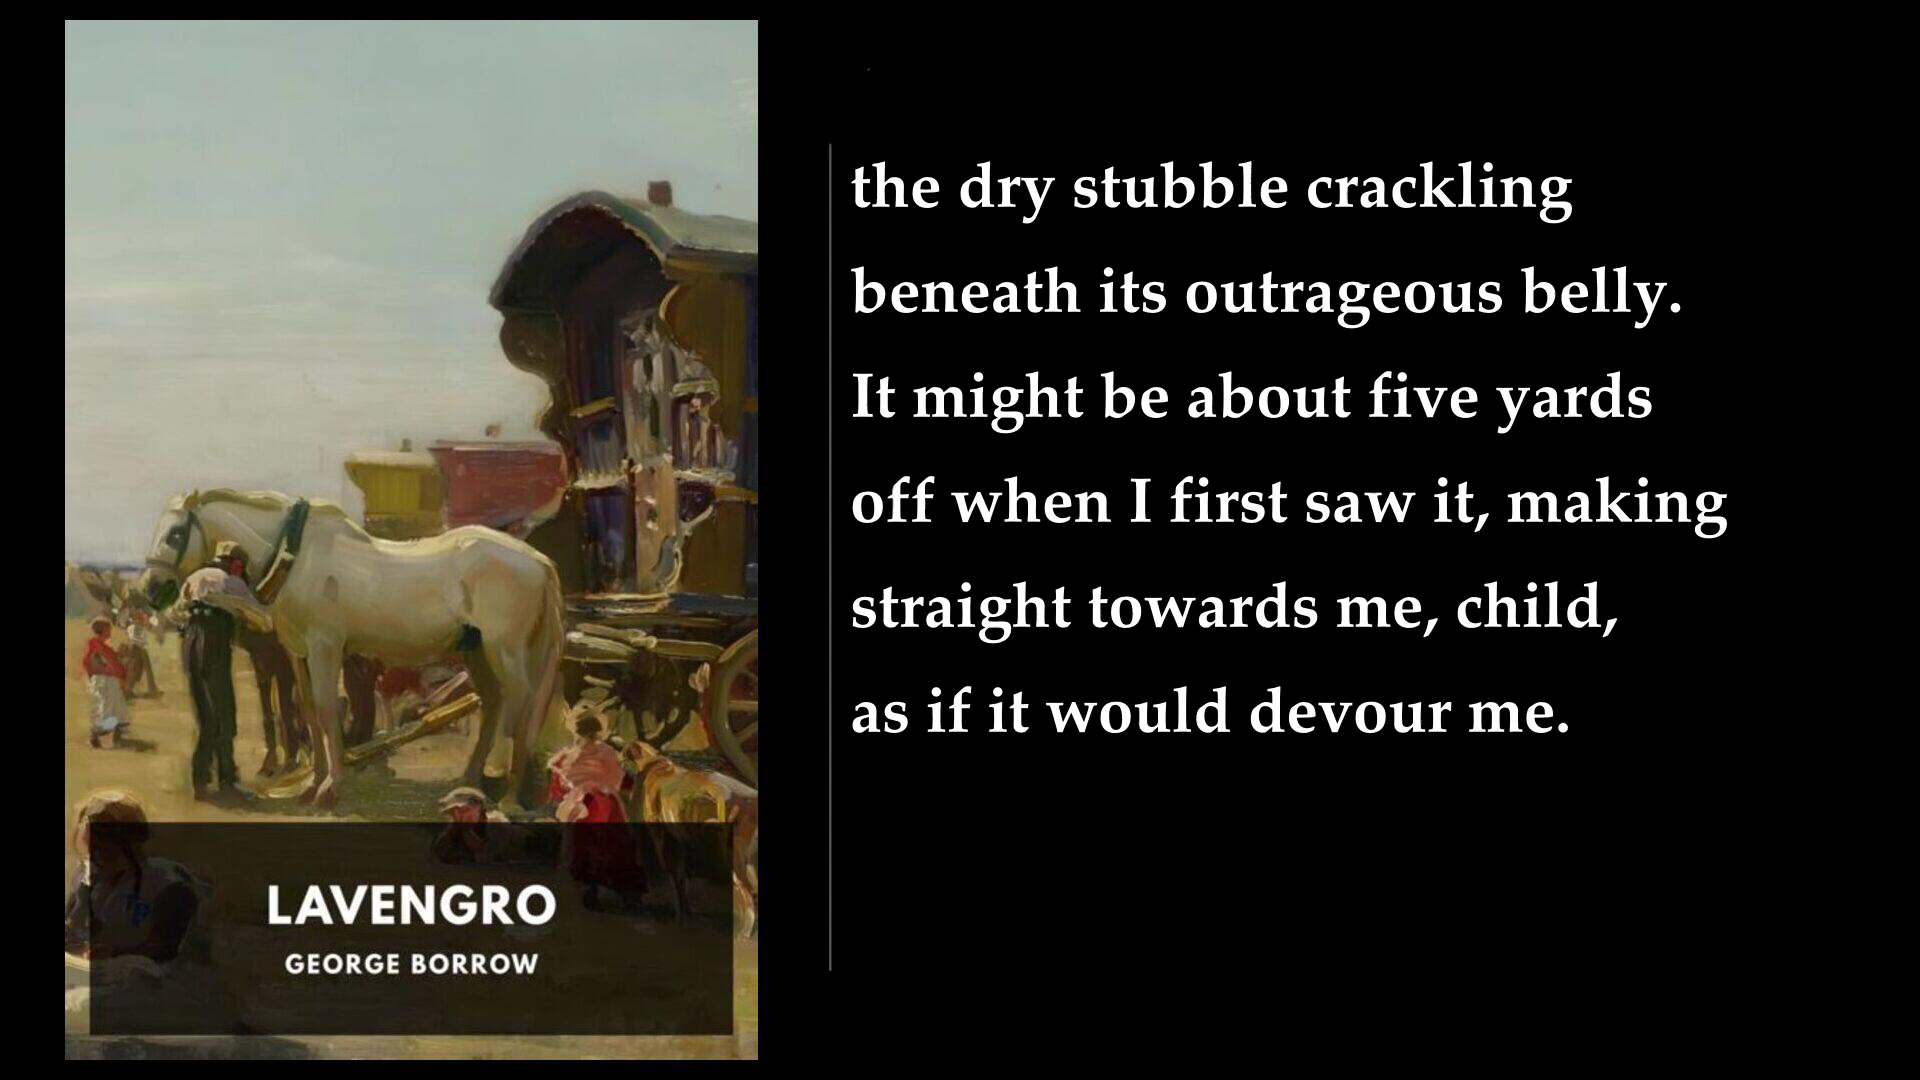 the dry stubble crackling
beneath its outrageous belly.
It might be about five yards
off when I first saw it, making
straight towards me, child,
as if it would devour me.
LAVENGRO
GEORGE BORROW